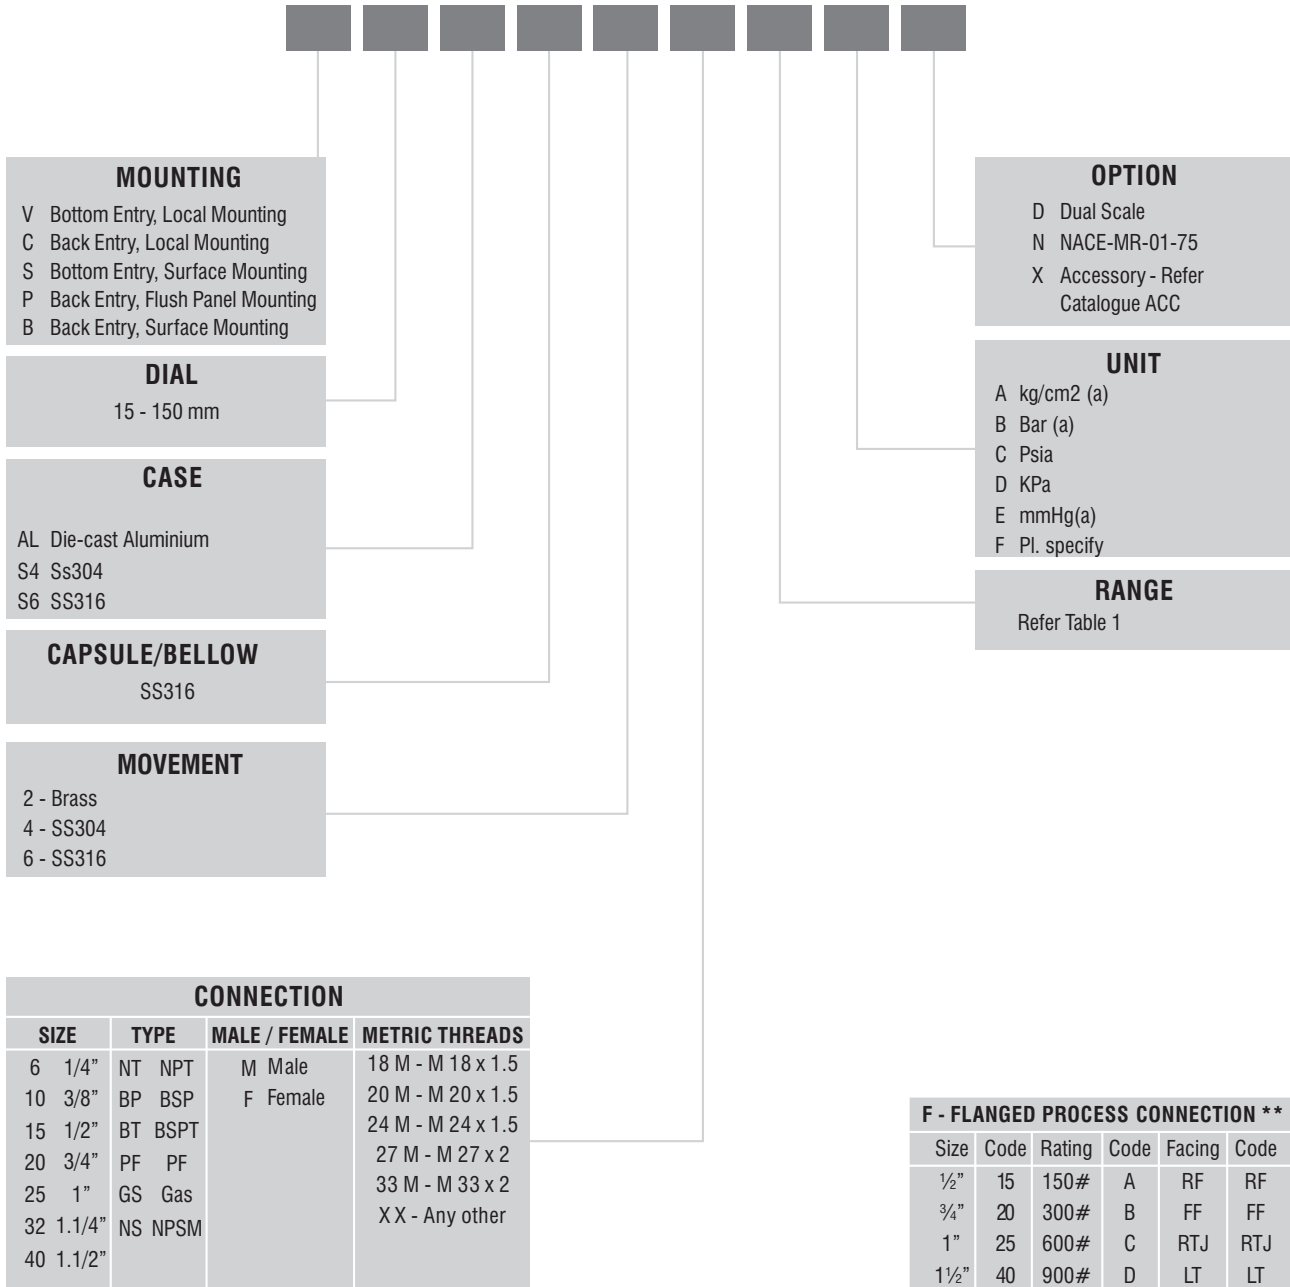 MOUNTING
V Bottom Entry, Local Mounting
C Back Entry, Local Mounting
S Bottom Entry, Surface Mounting
P Back Entry, Flush Panel Mounting
B Back Entry, Surface Mounting
DIAL
15 - 150 mm
CASE
AL Die-cast Aluminium
S4 Ss304
S6 SS316
CAPSULE/BELLOW
SS316
MOVEMENT
2 - Brass
4 - SS304
6 - SS316
OPTION
D Dual Scale
N NACE-MR-01-75
X Accessory - Refer
Catalogue ACC
UNIT
A kg/cm2 (a)
B Bar (a)
C Psia
D KPa
E mmHg(a)
F Pl. specify
RANGE
Refer Table 1
CONNECTION
SIZE TYPE MALE / FEMALE METRIC THREADS
6 1/4” NT NPT M Male 18 M - M 18 x 1.5
10 3/8” BP BSP F Female 20 M - M 20 x 1.5
15 1/2” BT BSPT 24 M - M 24 x 1.5
20 3/4” PF PF 27 M - M 27 x 2
25 1” GS Gas 33 M - M 33 x 2
32 1.1/4” NS NPSM X X - Any other
40 1.1/2”
F - FLANGED PROCESS CONNECTION **
Size Code Rating Code Facing Code
½” 15 150# A RF RF
¾” 20 300# B FF FF
1” 25 600# C RTJ RTJ
1½” 40 900# D LT LT